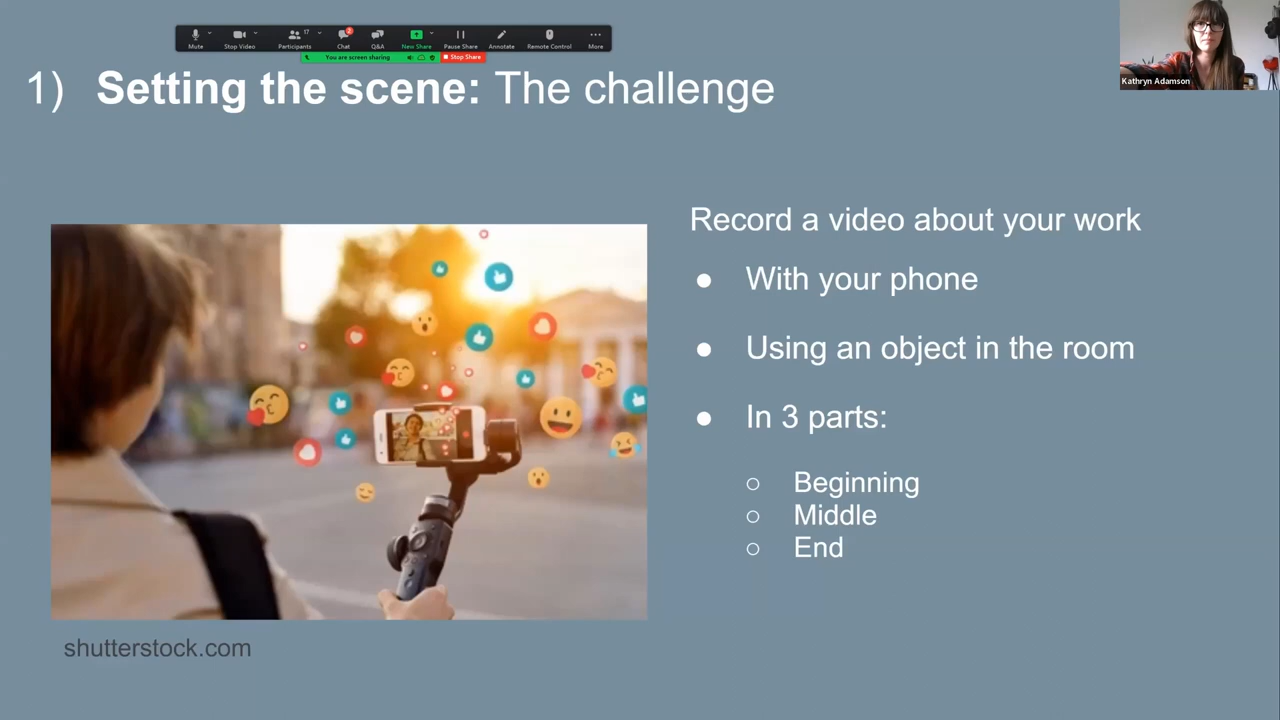 Mute
Stop Video
Participants
17
Chat
2
Q&A
New Share
Pause Share
Annotate
Remote Control
More
You are screen sharing
Stop Share
Kathryn Adamson
1) Setting the scene: The challenge
Record a video about your work
● With your phone
● Using an object in the room
● In 3 parts:
○ Beginning
○ Middle
○ End
shutterstock.com